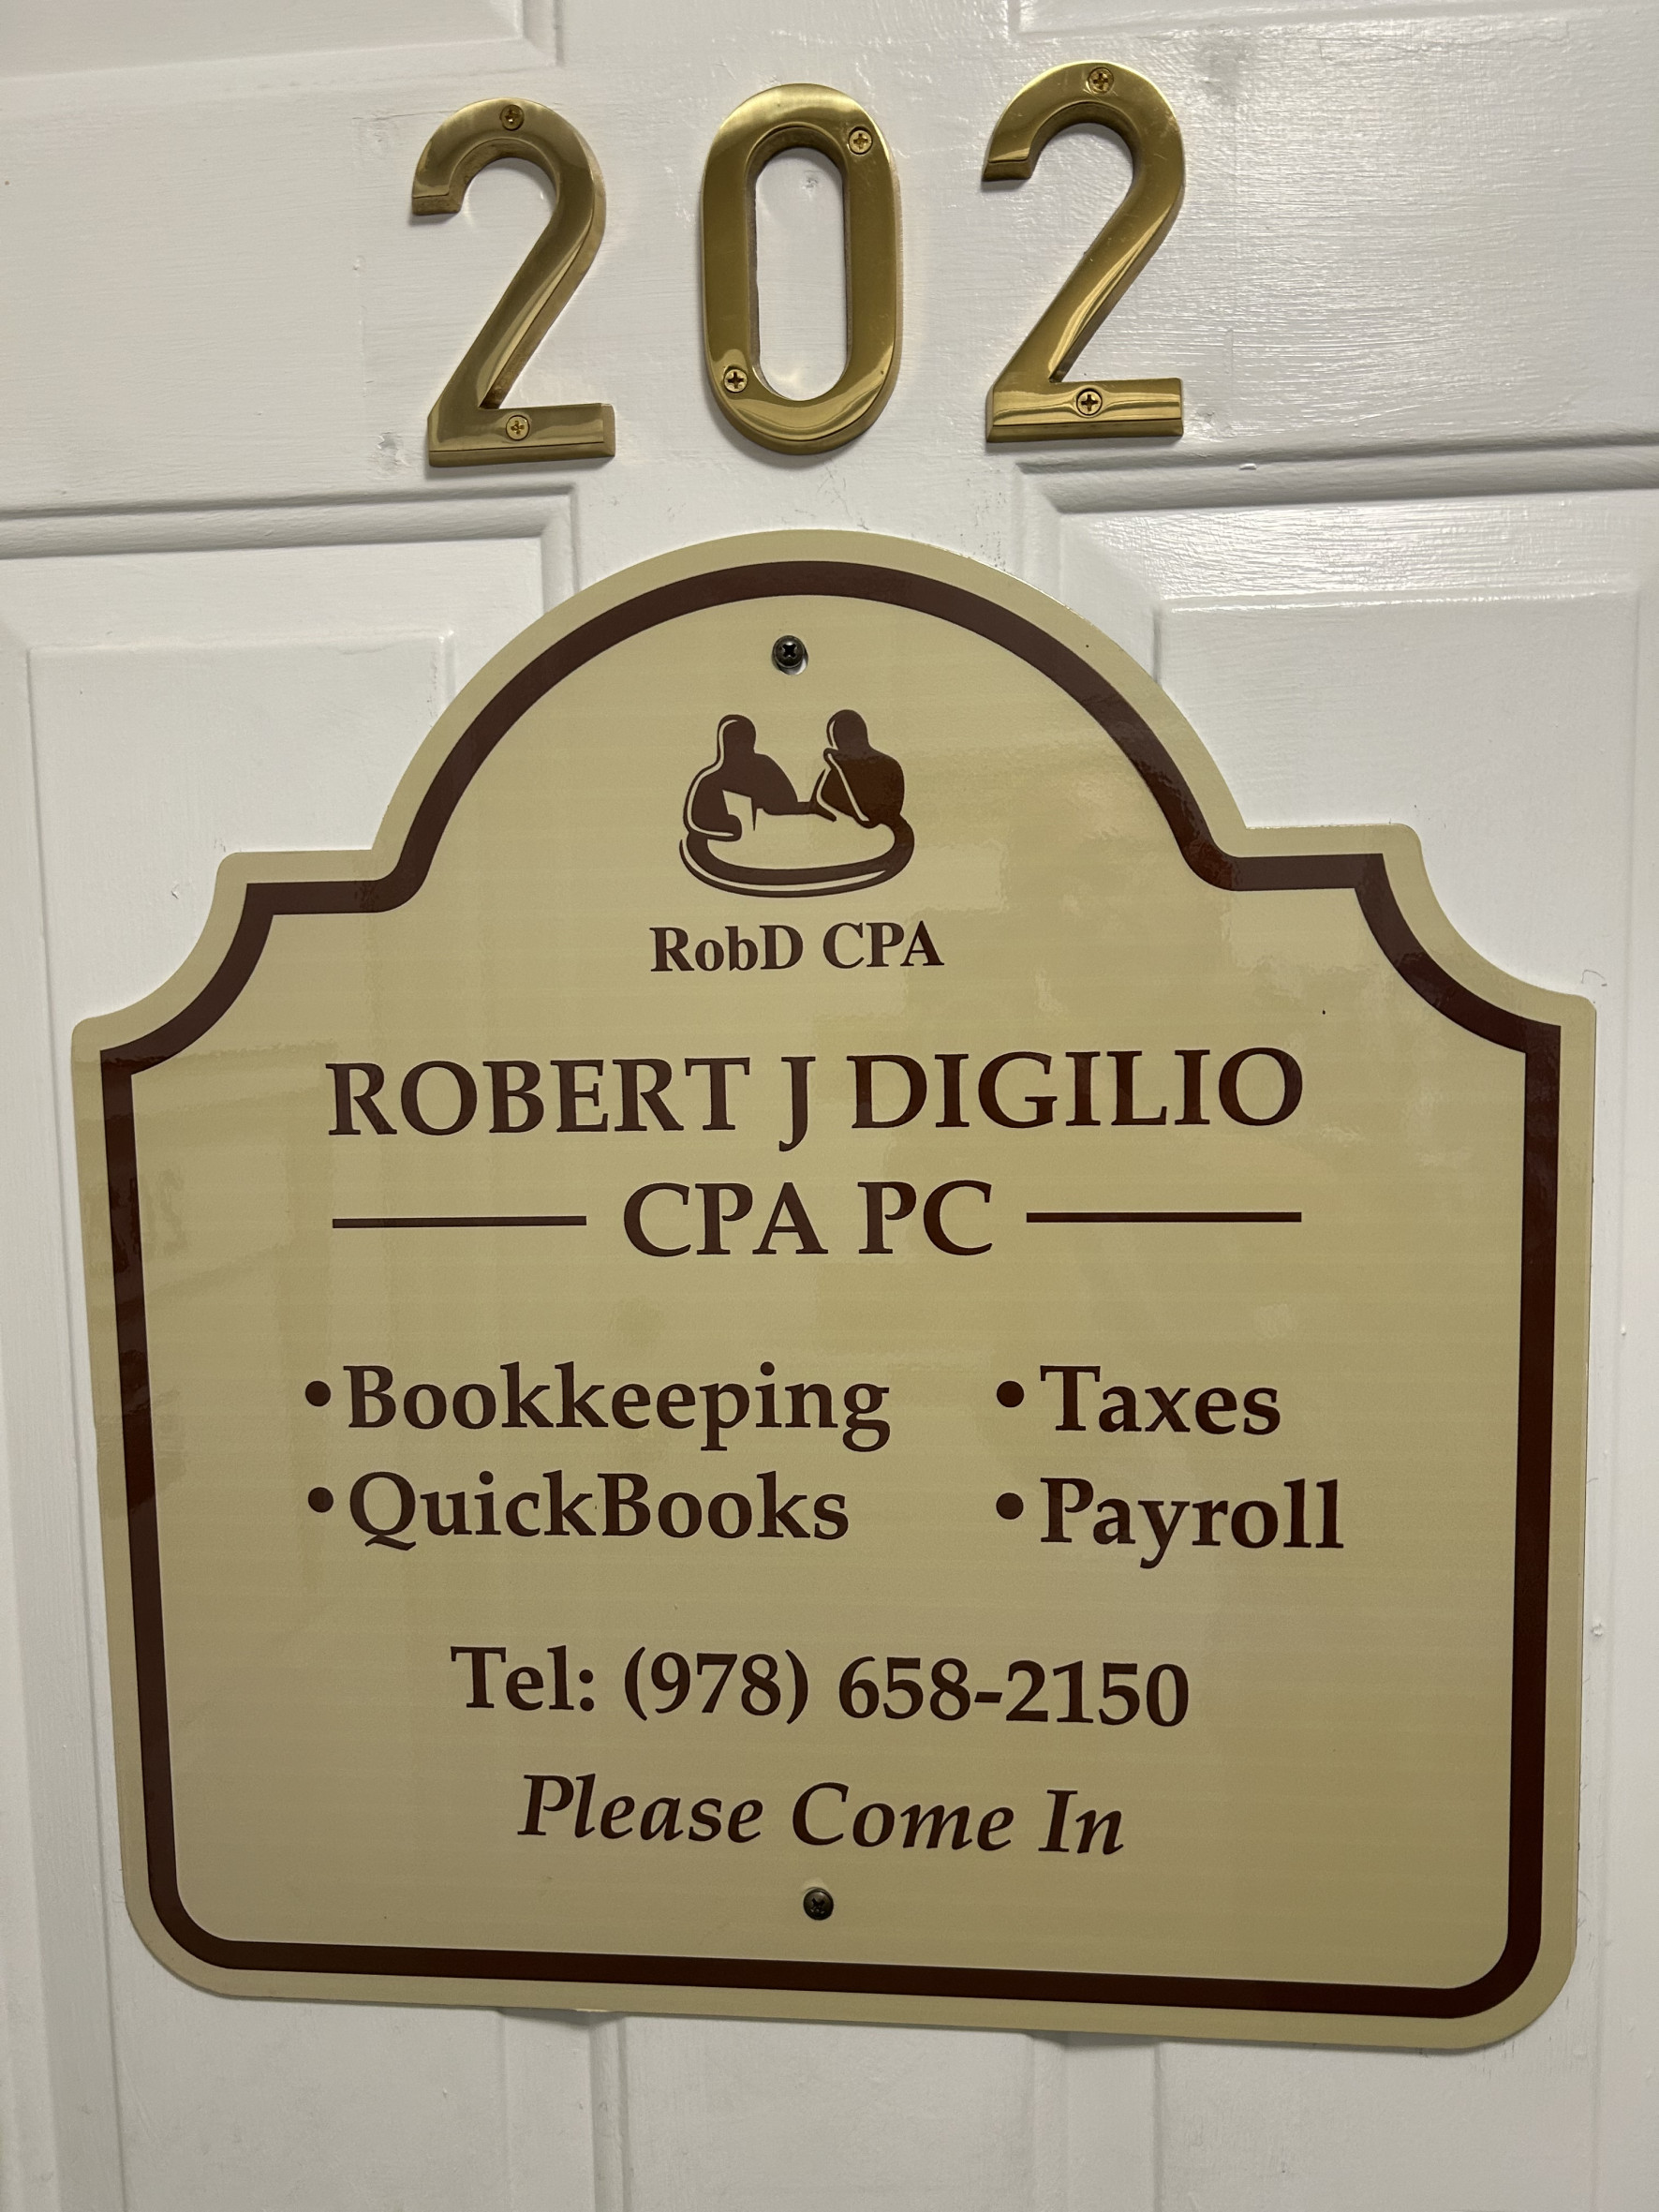 202
RobD CPA
ROBERT J DIGILIO
CPA PC
•Bookkeeping •Taxes
•QuickBooks •Payroll
Tel: (978) 658-2150
Please Come In